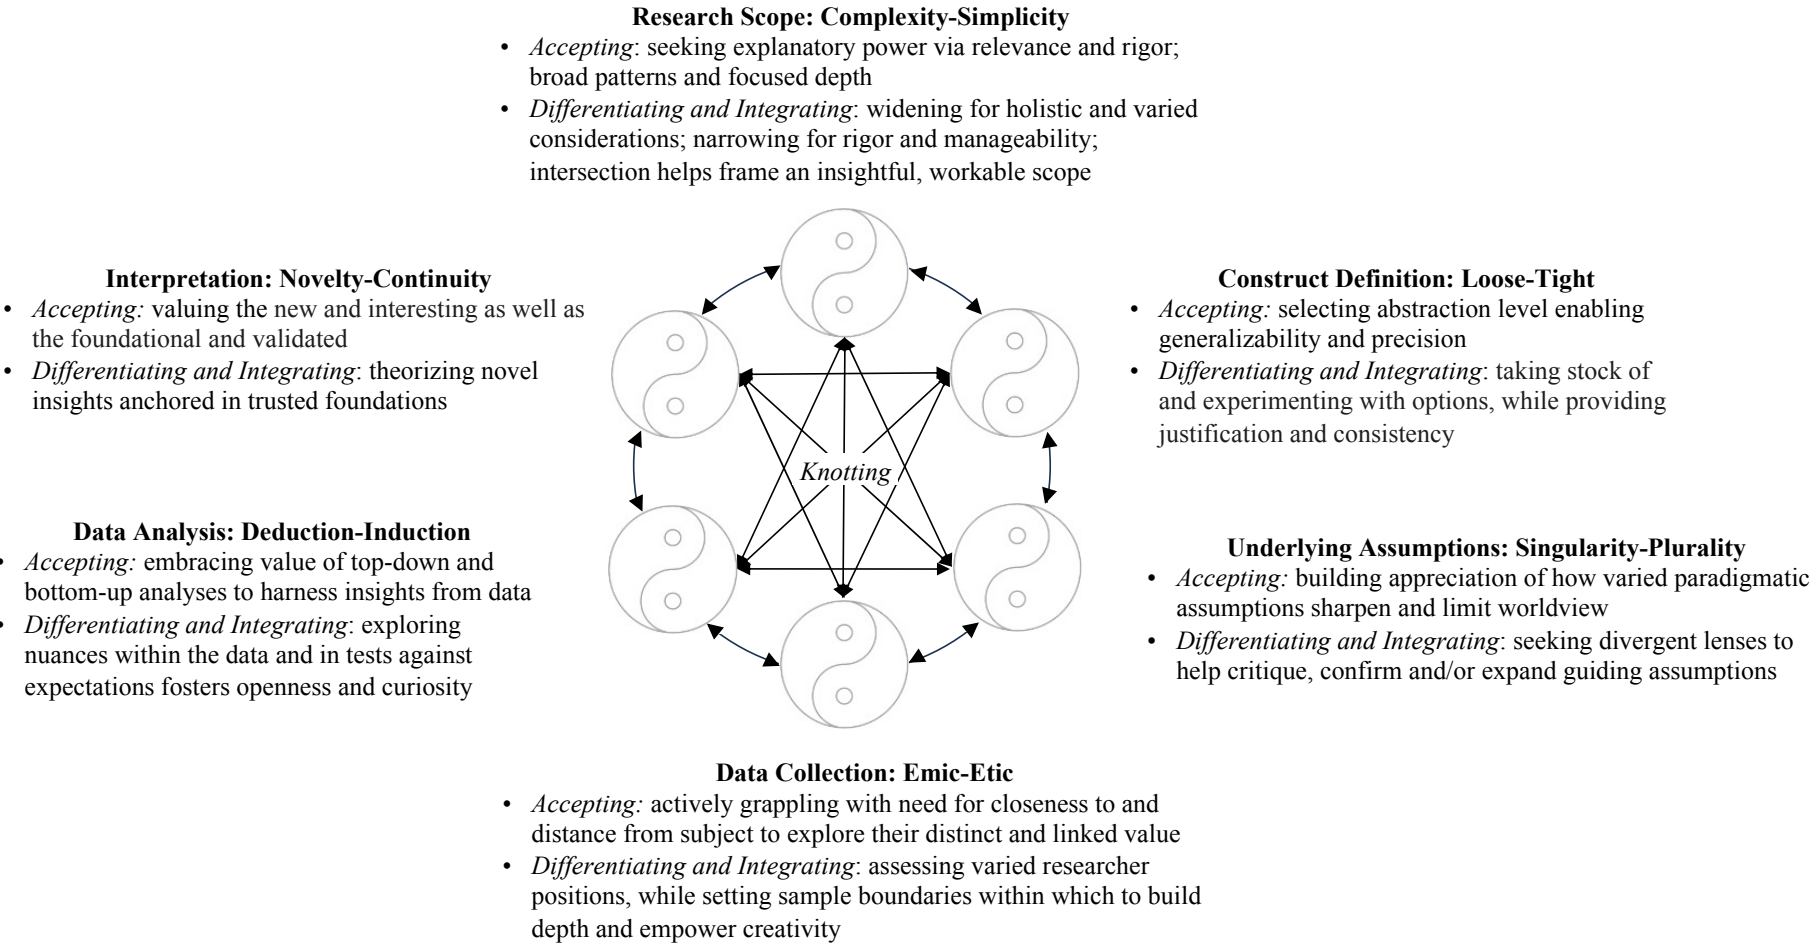 Research Scope: Complexity-Simplicity
• Accepting: seeking explanatory power via relevance and rigor;
broad patterns and focused depth
• Differentiating and Integrating: widening for holistic and varied
considerations; narrowing for rigor and manageability;
intersection helps frame an insightful, workable scope
Interpretation: Novelty-Continuity
• Accepting: valuing the new and interesting as well as
the foundational and validated
• Differentiating and Integrating: theorizing novel
insights anchored in trusted foundations
Construct Definition: Loose-Tight
• Accepting: selecting abstraction level enabling
generalizability and precision
• Differentiating and Integrating: taking stock of
and experimenting with options, while providing
justification and consistency
Knotting
Data Analysis: Deduction-Induction
• Accepting: embracing value of top-down and
bottom-up analyses to harness insights from data
• Differentiating and Integrating: exploring
nuances within the data and in tests against
expectations fosters openness and curiosity
Underlying Assumptions: Singularity-Plurality
• Accepting: building appreciation of how varied paradigmatic
assumptions sharpen and limit worldview
• Differentiating and Integrating: seeking divergent lenses to
help critique, confirm and/or expand guiding assumptions
Data Collection: Emic-Etic
• Accepting: actively grappling with need for closeness to and
distance from subject to explore their distinct and linked value
• Differentiating and Integrating: assessing varied researcher
positions, while setting sample boundaries within which to build
depth and empower creativity